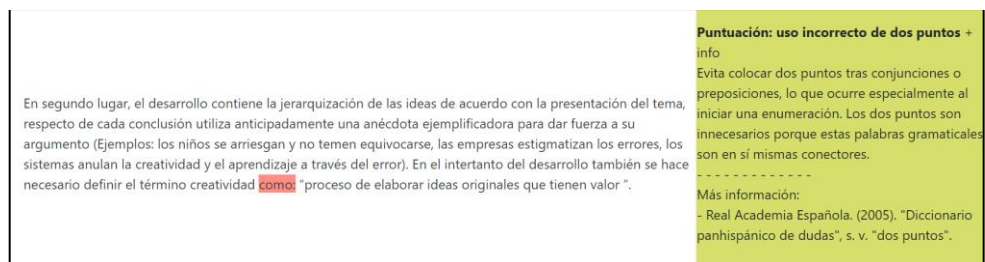 En segundo lugar, el desarrollo contiene la jerarquización de las ideas de acuerdo con la presentación del tema,
respecto de cada conclusión utiliza anticipadamente una anécdota ejemplificadora para dar fuerza a su
argumento (Ejemplos: los niños se arriesgan y no temen equivocarse, las empresas estigmatizan los errores, los
sistemas anulan la creatividad y el aprendizaje a través del error). En el intertanto del desarrollo también se hace
necesario definir el término creatividad como: "proceso de elaborar ideas originales que tienen valor ".
Puntuación: uso incorrecto de dos puntos +
info
Evita colocar dos puntos tras conjunciones o
preposiciones, lo que ocurre especialmente al
iniciar una enumeración. Los dos puntos son
innecesarios porque estas palabras gramaticales
son en sí mismas conectores.
- - - - - - - - - - - - -
Más información:
- Real Academia Española. (2005). "Diccionario
panhispánico de dudas", s. v. "dos puntos".